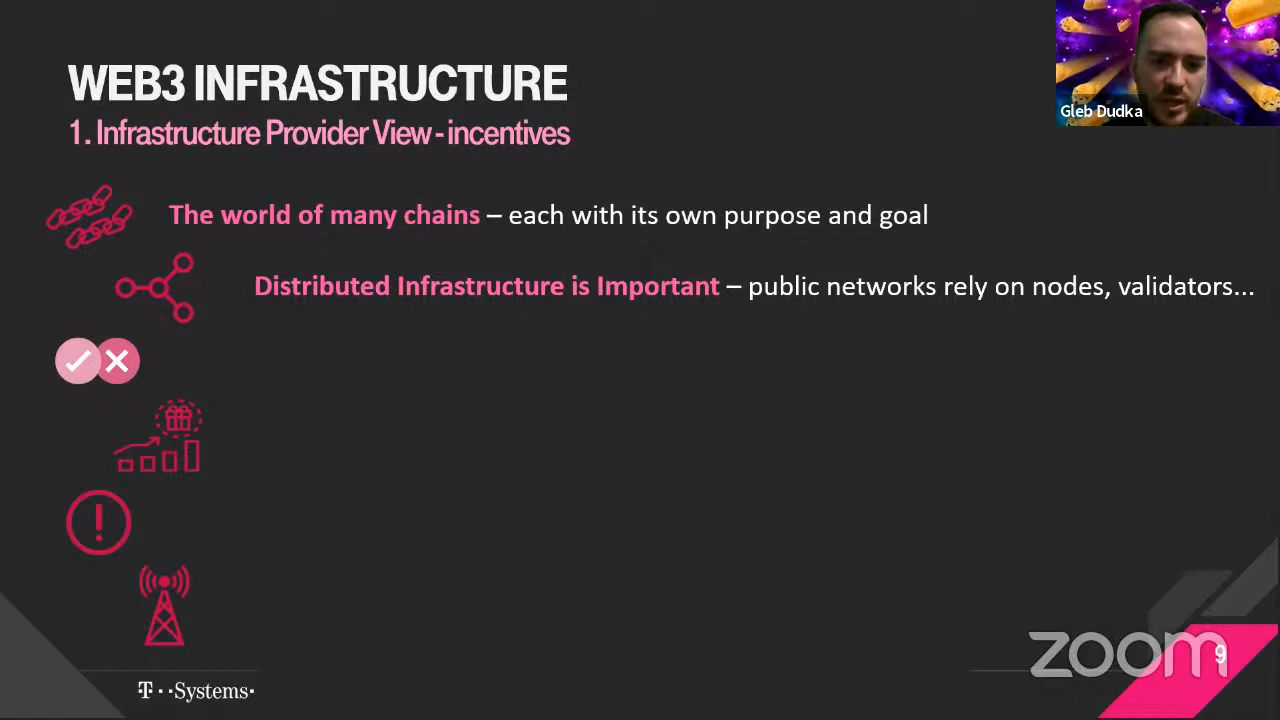 WEB3 INFRASTRUCTURE
1. Infrastructure Provider View - incentives
Gleb Dudka
The world of many chains – each with its own purpose and goal
Distributed Infrastructure is Important – public networks rely on nodes, validators...
zoom
9
T · · Systems ·